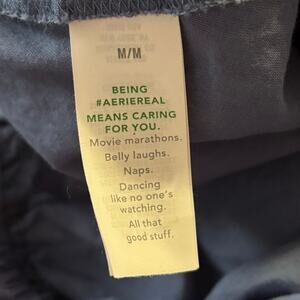 M/M
BEING
#AERIEREAL
MEANS CARING
FOR YOU.
Movie marathons.
Belly laughs.
Naps.
Dancing
like no one's
watching.
All that
good stuff.